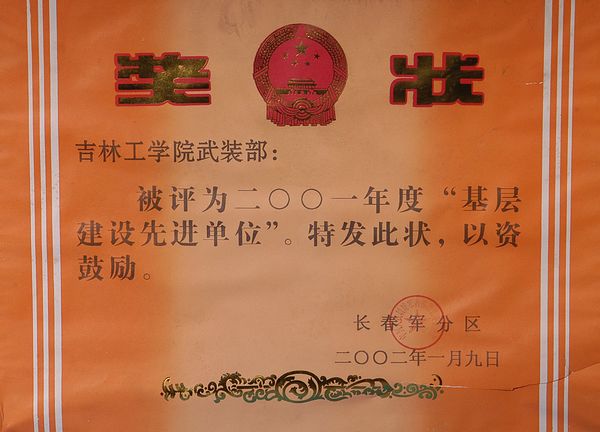 奖 状
吉林工学院武装部：
被评为二〇〇一年度“基层
建设先进单位”。特发此状，以资
鼓励。
长春军分区
二〇〇二年一月九日